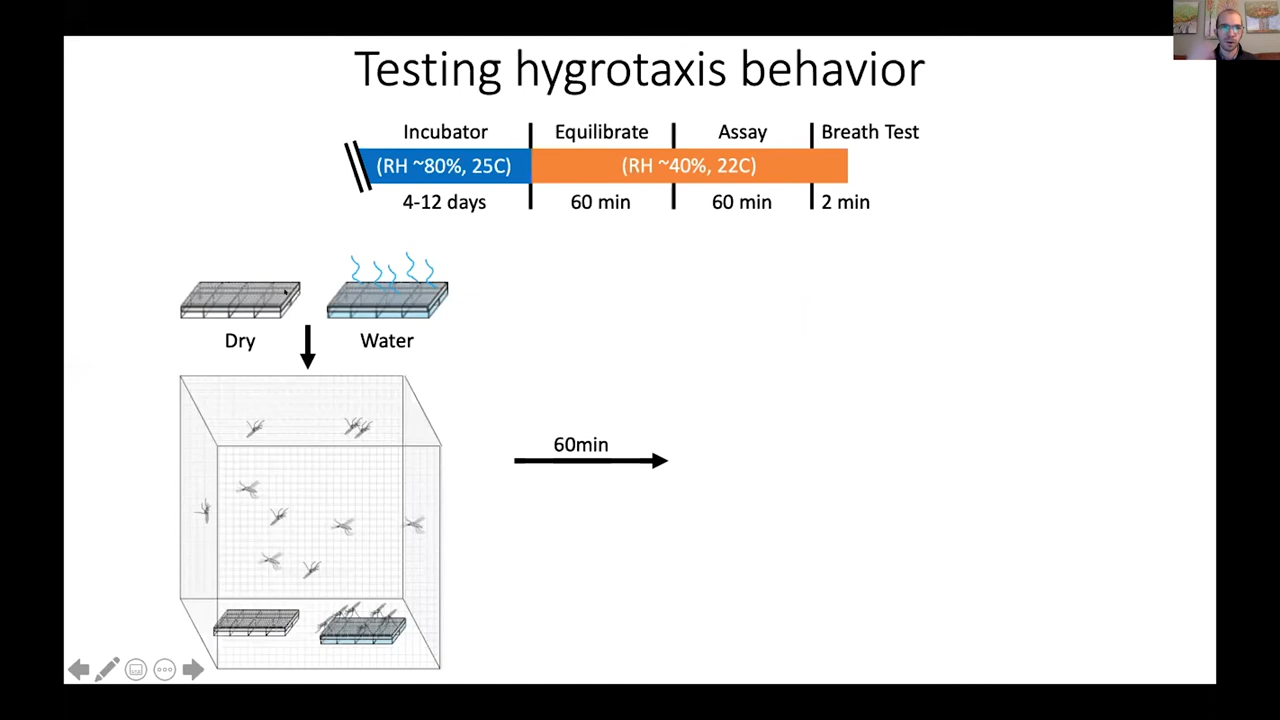 Testing hygrotaxis behavior
Incubator Equilibrate Assay Breath Test
(RH ~80%, 25C) (RH ~40%, 22C)
4-12 days 60 min 60 min 2 min
Dry Water
60min